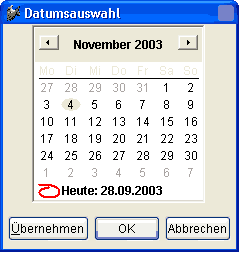 Datumsauswahl
November 2003
Mo Di Mi Do Fr Sa So
27 28 29 30 31 1 2
3 4 5 6 7 8 9
10 11 12 13 14 15 16
17 18 19 20 21 22 23
24 25 26 27 28 29 30
1 2 3 4 5 6 7
Heute: 28.09.2003
Übernehmen OK Abbrechen